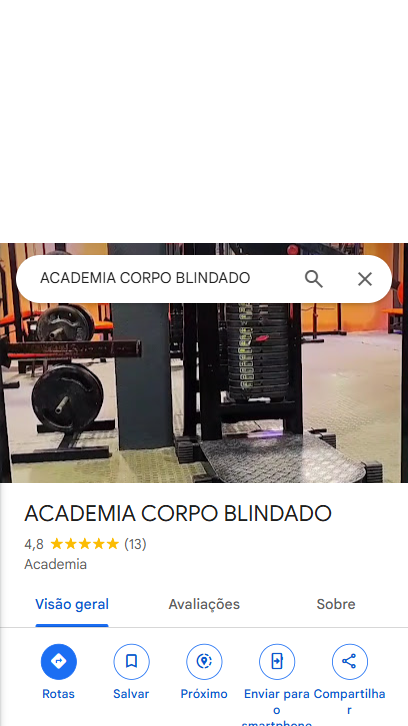 ACADEMIA CORPO BLINDADO
ACADEMIA CORPO BLINDADO
4,8 (13)
Academia
Visão geral Avaliações Sobre
Rotas Salvar Próximo Enviar para o smartphone Compartilhar